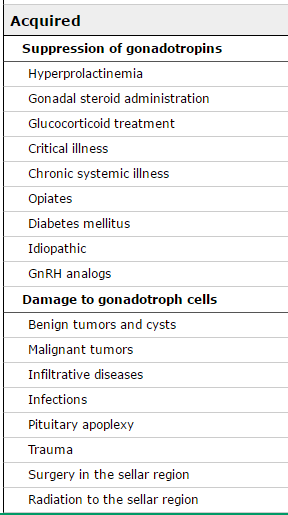 Acquired
Suppression of gonadotropins
Hyperprolactinemia
Gonadal steroid administration
Glucocorticoid treatment
Critical illness
Chronic systemic illness
Opiates
Diabetes mellitus
Idiopathic
GnRH analogs
Damage to gonadotroph cells
Benign tumors and cysts
Malignant tumors
Infiltrative diseases
Infections
Pituitary apoplexy
Trauma
Surgery in the sellar region
Radiation to the sellar region